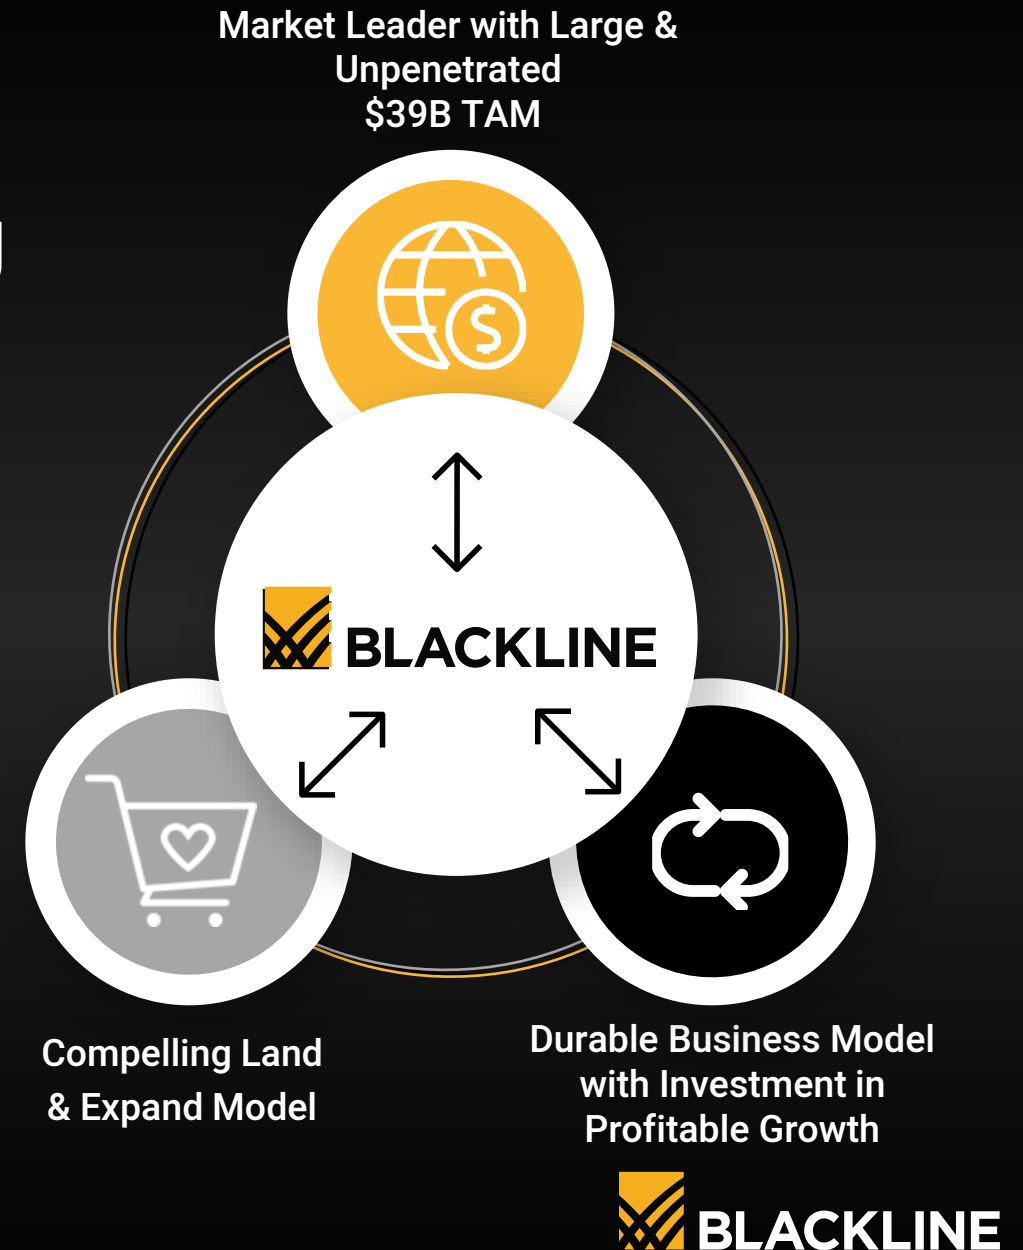 Market Leader with Large &
Unpenetrated
$39B TAM
$
BLACKLINE
Compelling Land
& Expand Model
Durable Business Model
with Investment in
Profitable Growth
BLACKLINE